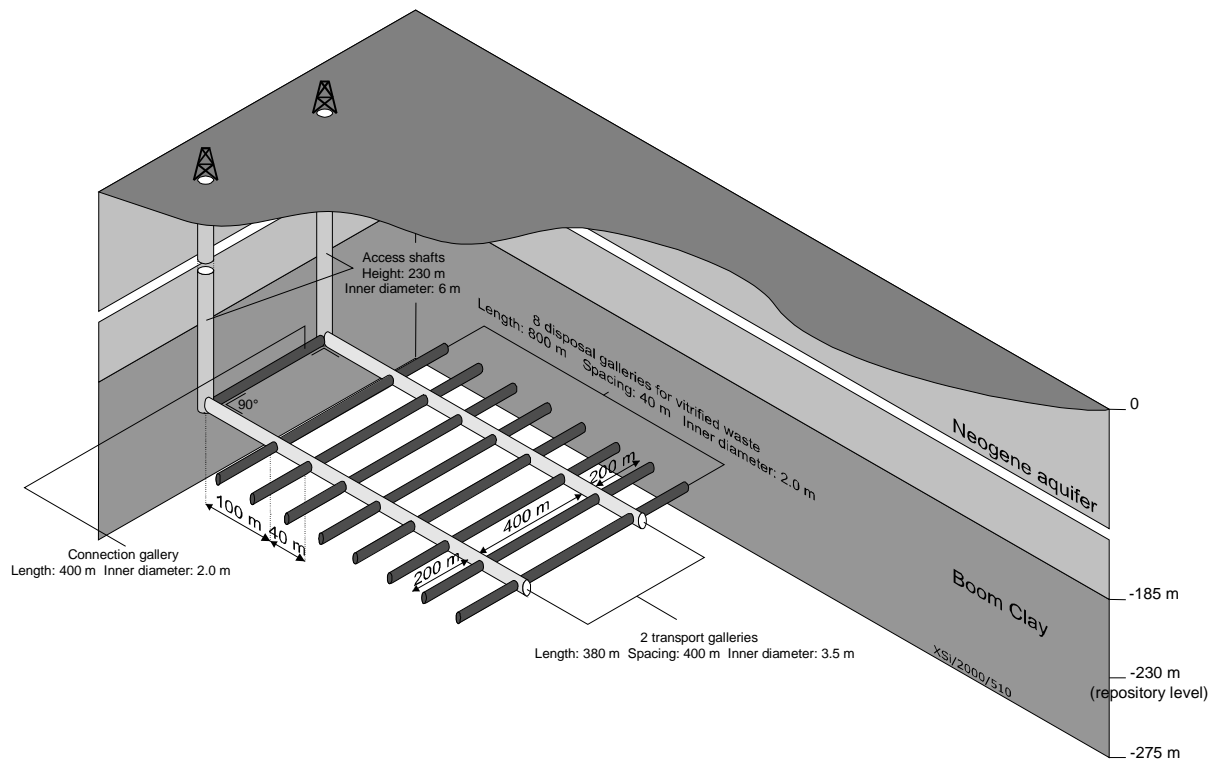 Access shafts
Height: 230 m
Inner diameter: 6 m
8 disposal galleries for vitrified waste
Length: 800 m Spacing: 40 m Inner diameter: 2.0 m
0
Neogene aquifer
90°
200 m
400 m
100 m
40 m
200 m
Connection gallery
Length: 400 m Inner diameter: 2.0 m
Boom Clay
-185 m
2 transport galleries
Length: 380 m Spacing: 400 m Inner diameter: 3.5 m
XSi/2000/510
-230 m
(repository level)
-275 m